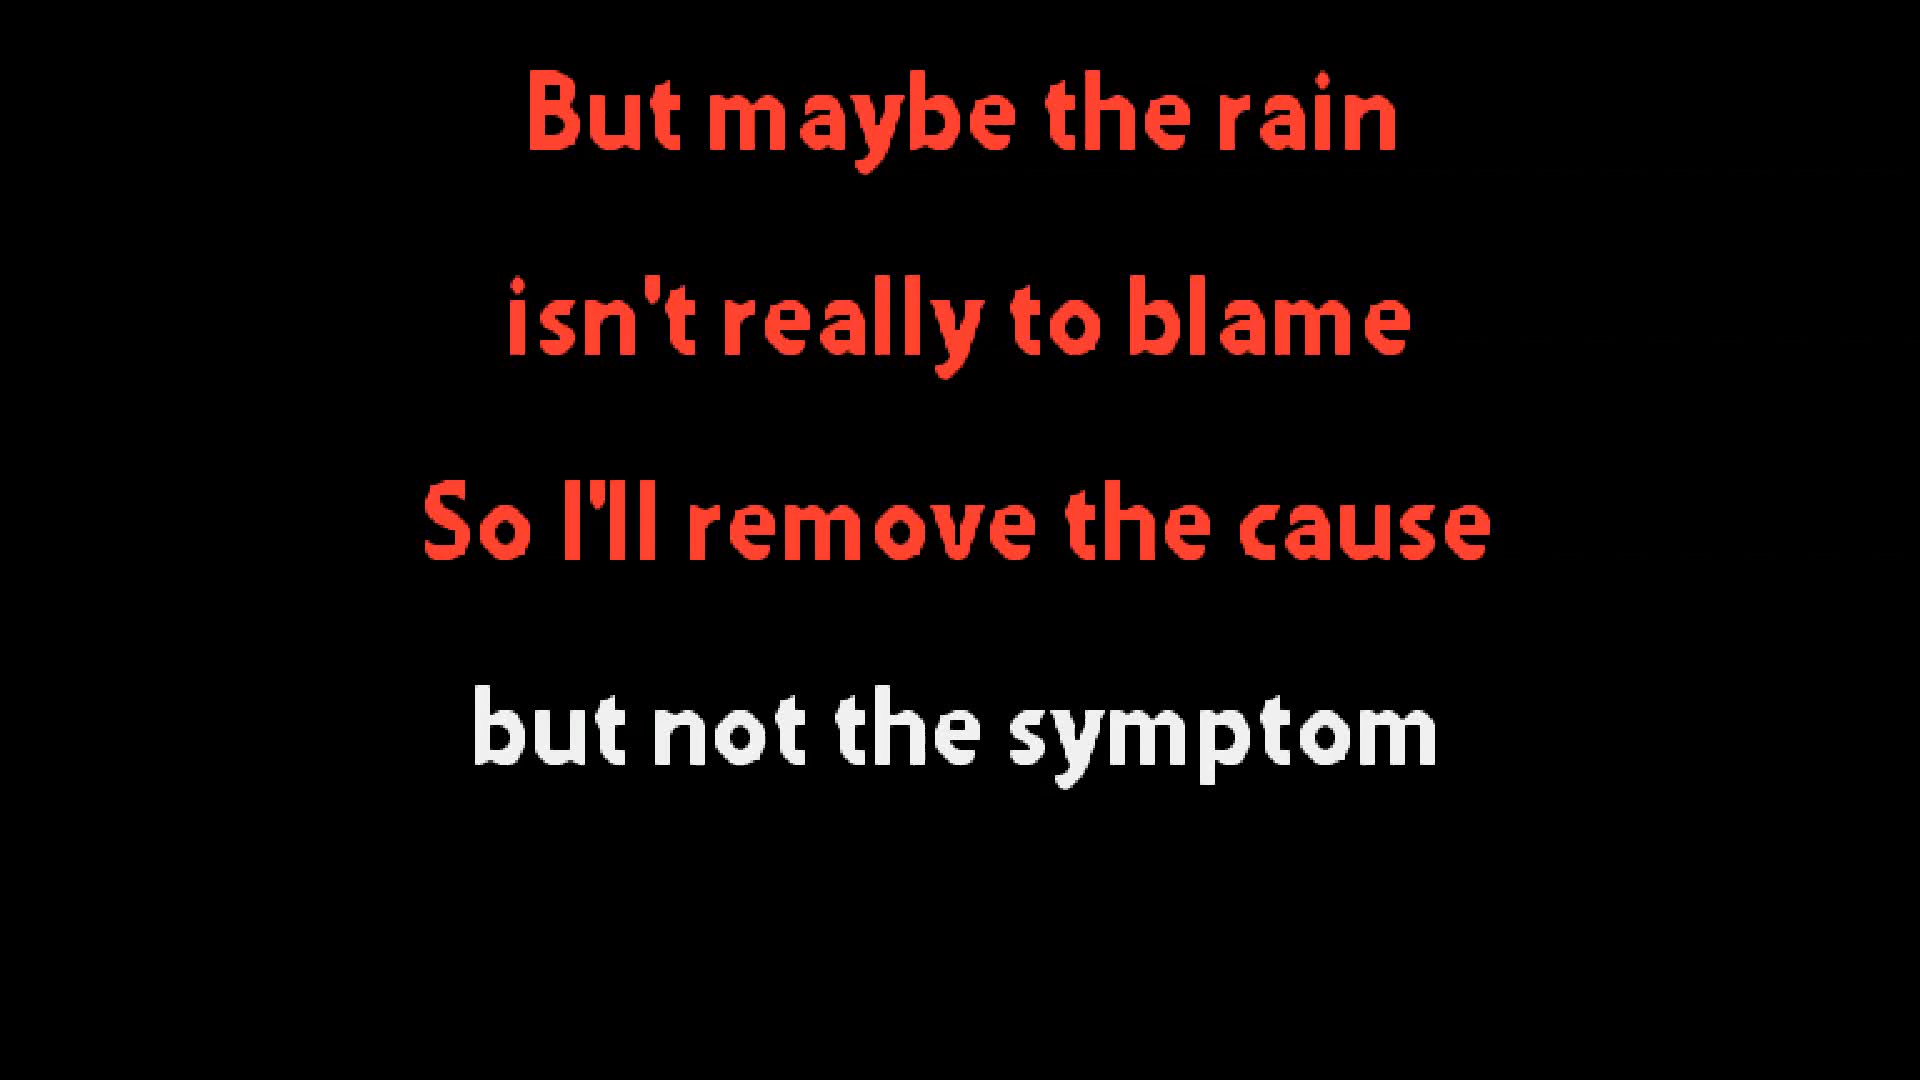 But maybe the rain
isn't really to blame
So I'll remove the cause
but not the symptom